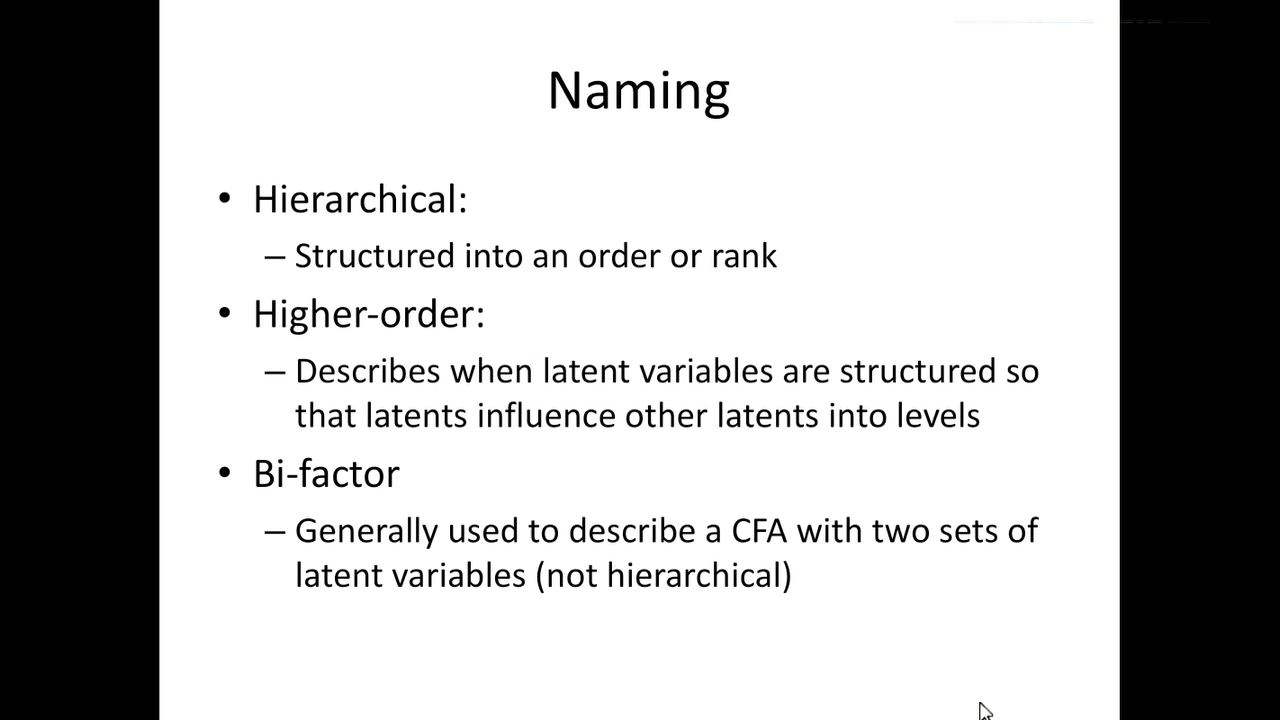 Naming
• Hierarchical:
– Structured into an order or rank
• Higher-order:
– Describes when latent variables are structured so
that latents influence other latents into levels
• Bi-factor
– Generally used to describe a CFA with two sets of
latent variables (not hierarchical)